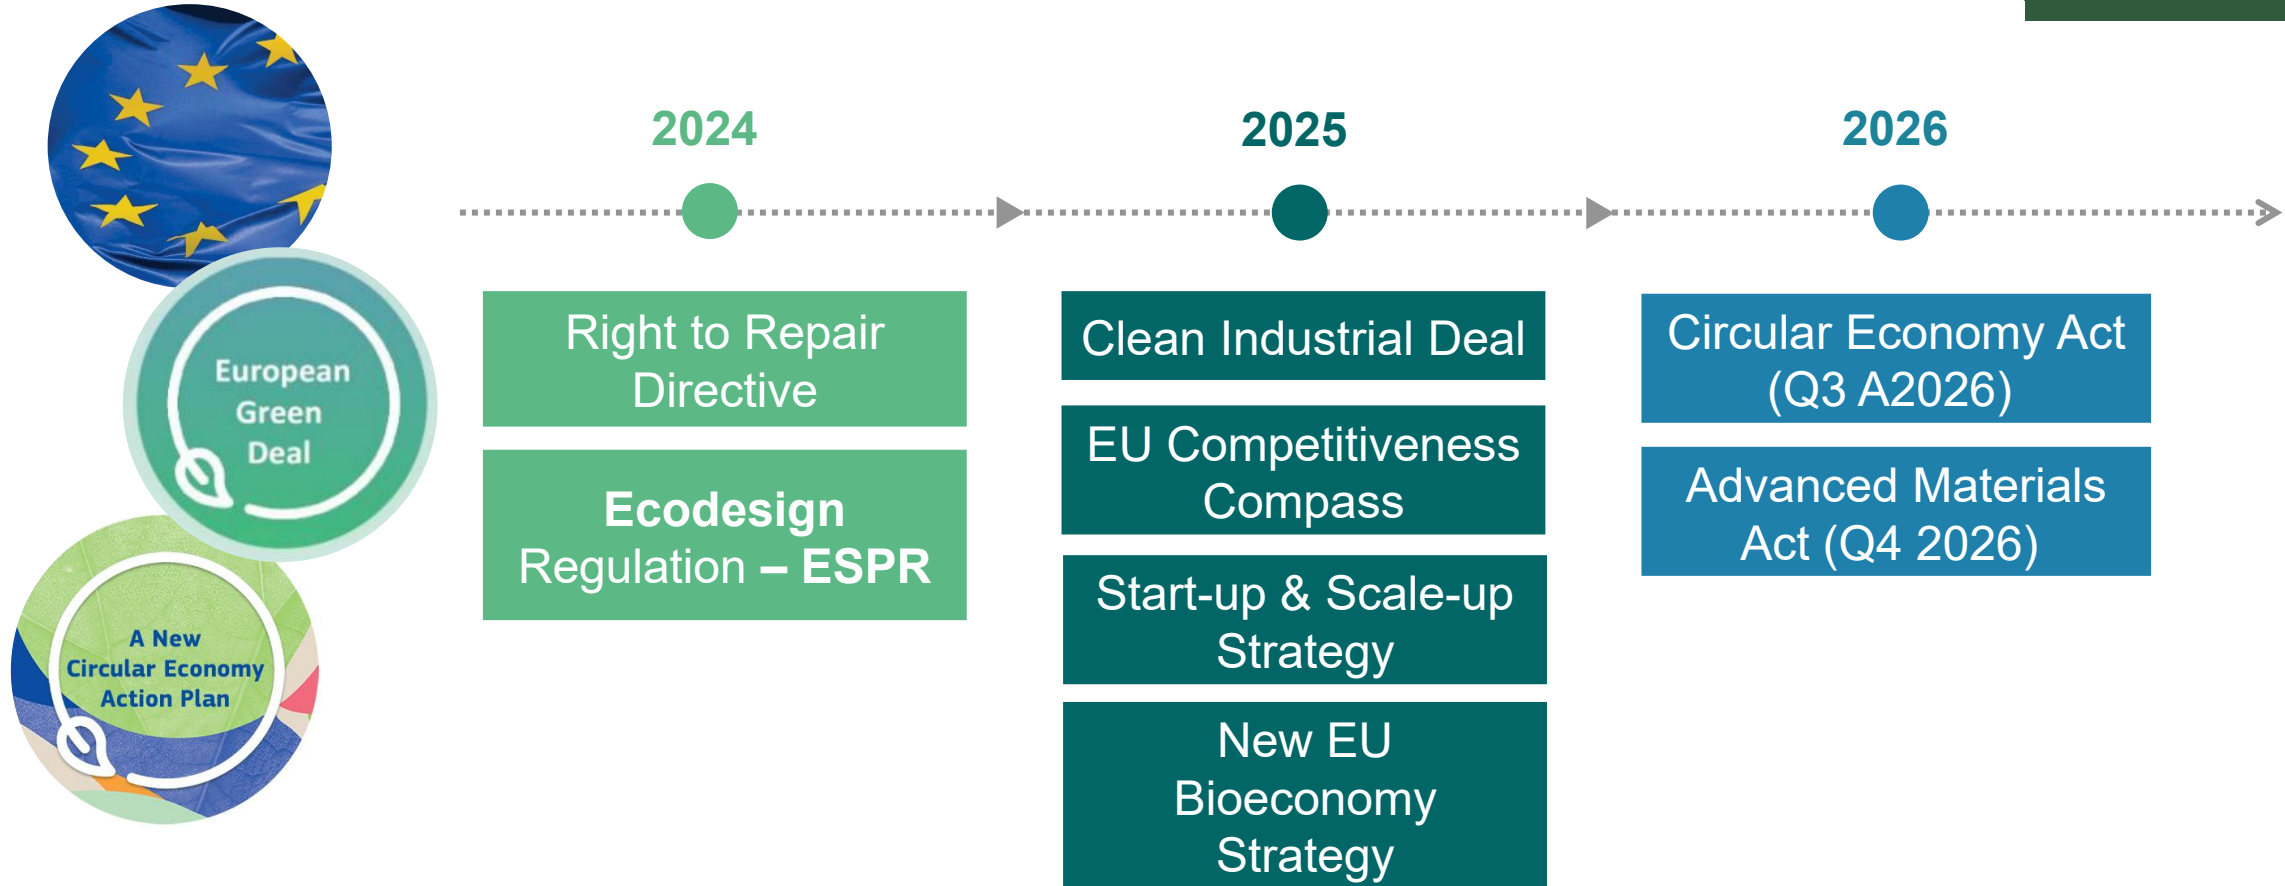 2024
2025
2026
European
Green
Deal
A New
Circular Economy
Action Plan
Right to Repair
Directive
Ecodesign
Regulation – ESPR
Clean Industrial Deal
EU Competitiveness
Compass
Start-up & Scale-up
Strategy
New EU
Bioeconomy
Strategy
Circular Economy Act
(Q3 A2026)
Advanced Materials
Act (Q4 2026)